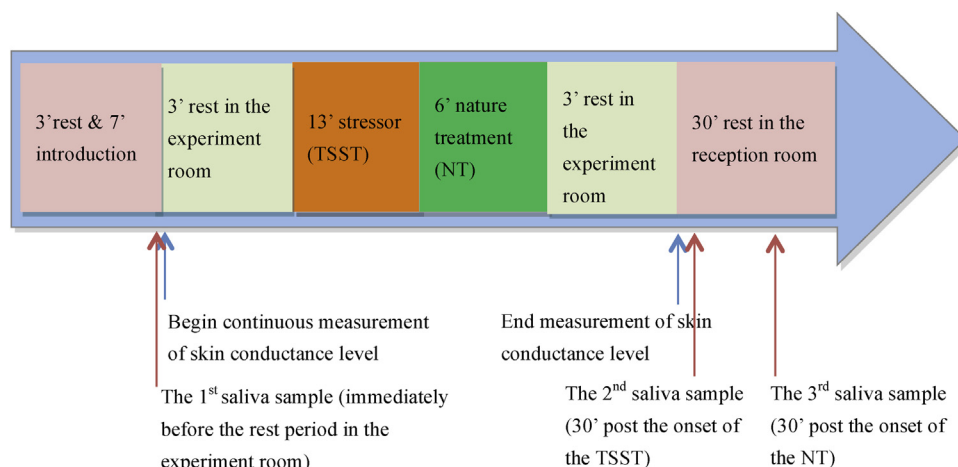 3'rest & 7'
introduction
3' rest in the
experiment
room
13' stressor
(TSST)
6' nature
treatment
(NT)
3' rest in
the
experiment
room
30' rest in the
reception room
Begin continuous measurement
of skin conductance level
End measurement of skin
conductance level
The 1st saliva sample (immediately
before the rest period in the
experiment room)
The 2nd saliva sample
(30' post the onset of
the TSST)
The 3rd saliva sample
(30' post the onset of
the NT)